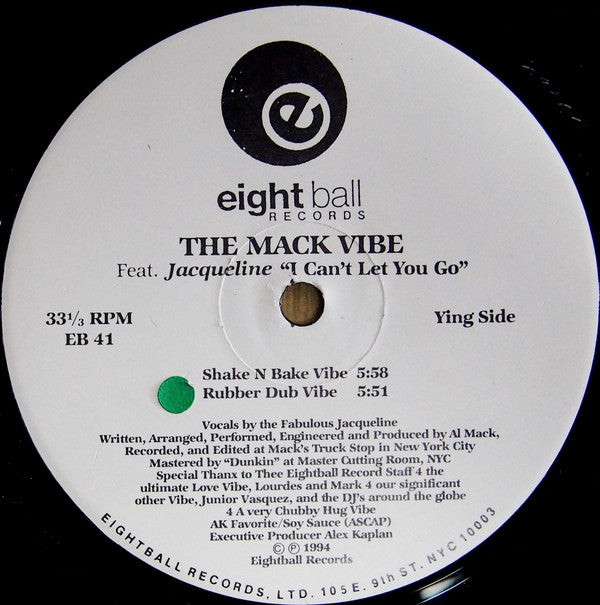 e
eight ball
RECORDS
THE MACK VIBE
Feat. Jacqueline “I Can’t Let You Go”
33⅓ RPM
EB 41
Ying Side
Shake N Bake Vibe 5:58
Rubber Dub Vibe 5:51
Vocals by the Fabulous Jacqueline
Written, Arranged, Performed, Engineered and Produced by Al Mack,
Recorded, and Edited at Mack’s Truck Stop in New York City
Mastered by “Dunkin” at Master Cutting Room, NYC
Special Thanx to Thee Eightball Record Staff 4 the
ultimate Love Vibe, Lourdes and Mark 4 our significant
other Vibe, Junior Vasquez, and the DJ’s around the globe
4 A very Chubby Hug Vibe
AK Favorite/Soy Sauce (ASCAP)
Executive Producer Alex Kaplan
© ℗ 1994
Eightball Records
EIGHTBALL RECORDS, LTD. 105 E. 9th ST. NYC 10003